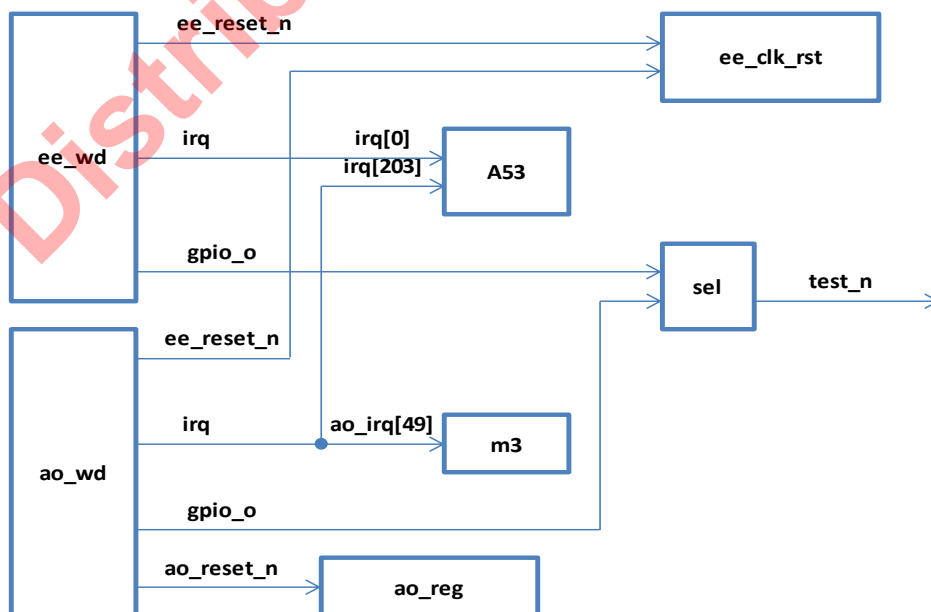 ee_reset_n
ee_clk_rst
irq
irq[0]
irq[203]
ee_wd
A53
gpio_o
sel
test_n
ee_reset_n
irq
ao_irq[49]
m3
ao_wd
gpio_o
ao_reset_n
ao_reg
Distrib